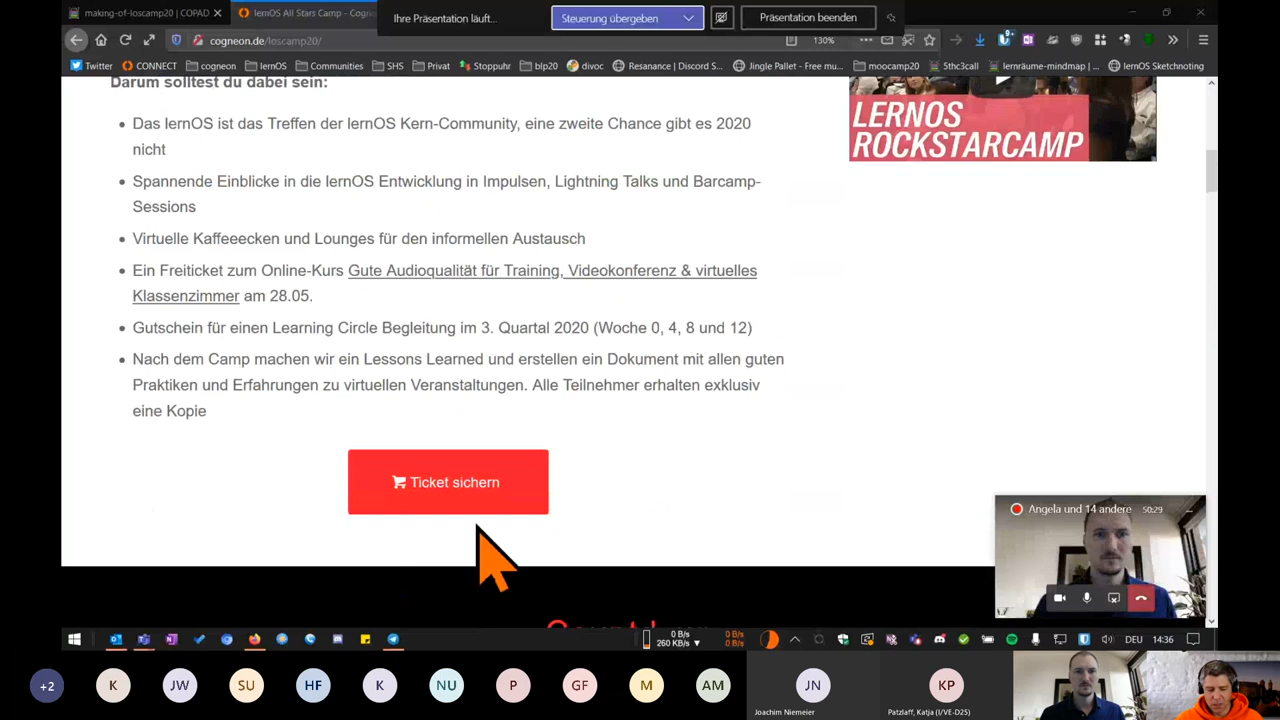 making-of-loscamp20 | COPAD
lernOS All Stars Camp - Cogne
Ihre Präsentation läuft...
Steuerung übergeben
Präsentation beenden
cogneon.de/loscamp20/
130%
Twitter
CONNECT
cogneon
lernOS
Communities
SHS
Privat
Stoppuhr
blp20
divoc
Resanance | Discord S...
Jingle Pallet - Free mu...
moocamp20
5thc3call
lernräume-mindmap | ...
lernOS Sketchnoting
Darum solltest du dabei sein:
Das lernOS ist das Treffen der lernOS Kern-Community, eine zweite Chance gibt es 2020
nicht
Spannende Einblicke in die lernOS Entwicklung in Impulsen, Lightning Talks und Barcamp-
Sessions
Virtuelle Kaffeeecken und Lounges für den informellen Austausch
Ein Freiticket zum Online-Kurs Gute Audioqualität für Training, Videokonferenz & virtuelles
Klassenzimmer am 28.05.
Gutschein für einen Learning Circle Begleitung im 3. Quartal 2020 (Woche 0, 4, 8 und 12)
Nach dem Camp machen wir ein Lessons Learned und erstellen ein Dokument mit allen guten
Praktiken und Erfahrungen zu virtuellen Veranstaltungen. Alle Teilnehmer erhalten exklusiv
eine Kopie
LERNOS
ROCKSTARCAMP
Ticket sichern
Angela und 14 andere
50:29
0 B/s
260 KB/s
0 B/s
0 B/s
DEU
14:36
+2
K
JW
SU
HF
K
NU
P
GF
M
AM
JN
Joachim Niemeier
KP
Patzlaff, Katja (I/VE-D25)